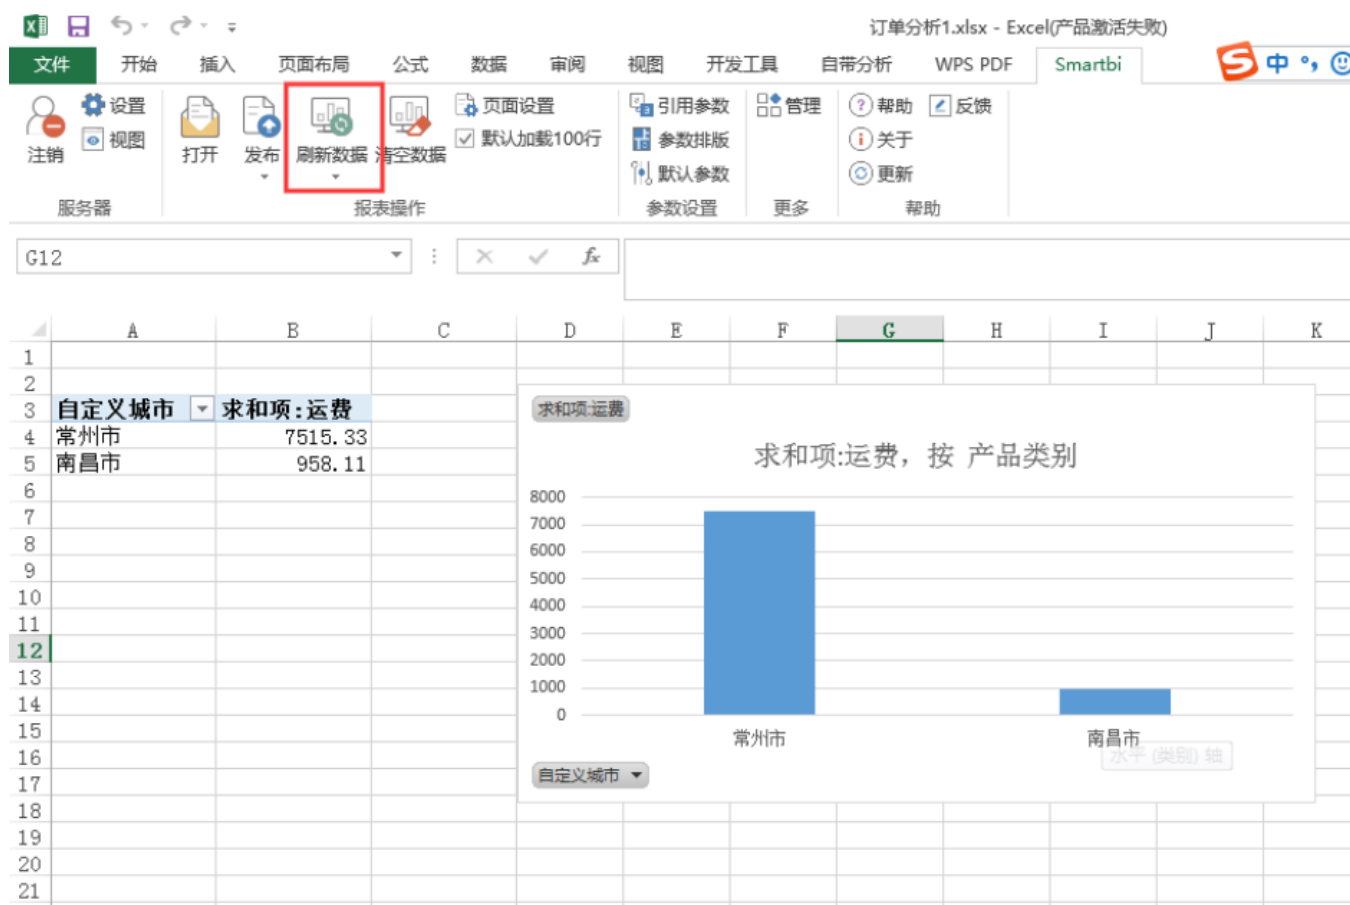 订单分析1.xlsx - Excel(产品激活失败)
文件 开始 插入 页面布局 公式 数据 审阅 视图 开发工具 自带分析 WPS PDF Smartbi 中
设置 页面设置 引用参数 管理 帮助 反馈
视图 默认加载100行 参数排版 关于
注销 打开 发布 刷新数据 清空数据 默认参数 更新
服务器 报表操作 参数设置 更多 帮助
G12 fx
A B C D E F G H I J K
1
2
3 自定义城市 求和项:运费
4 常州市 7515.33
5 南昌市 958.11
6
7
8
9
10
11
12
13
14
15
16
17
18
19
20
21
求和项:运费
求和项:运费，按 产品类别
8000
7000
6000
5000
4000
3000
2000
1000
0
常州市 南昌市
水平 (类别) 轴
自定义城市